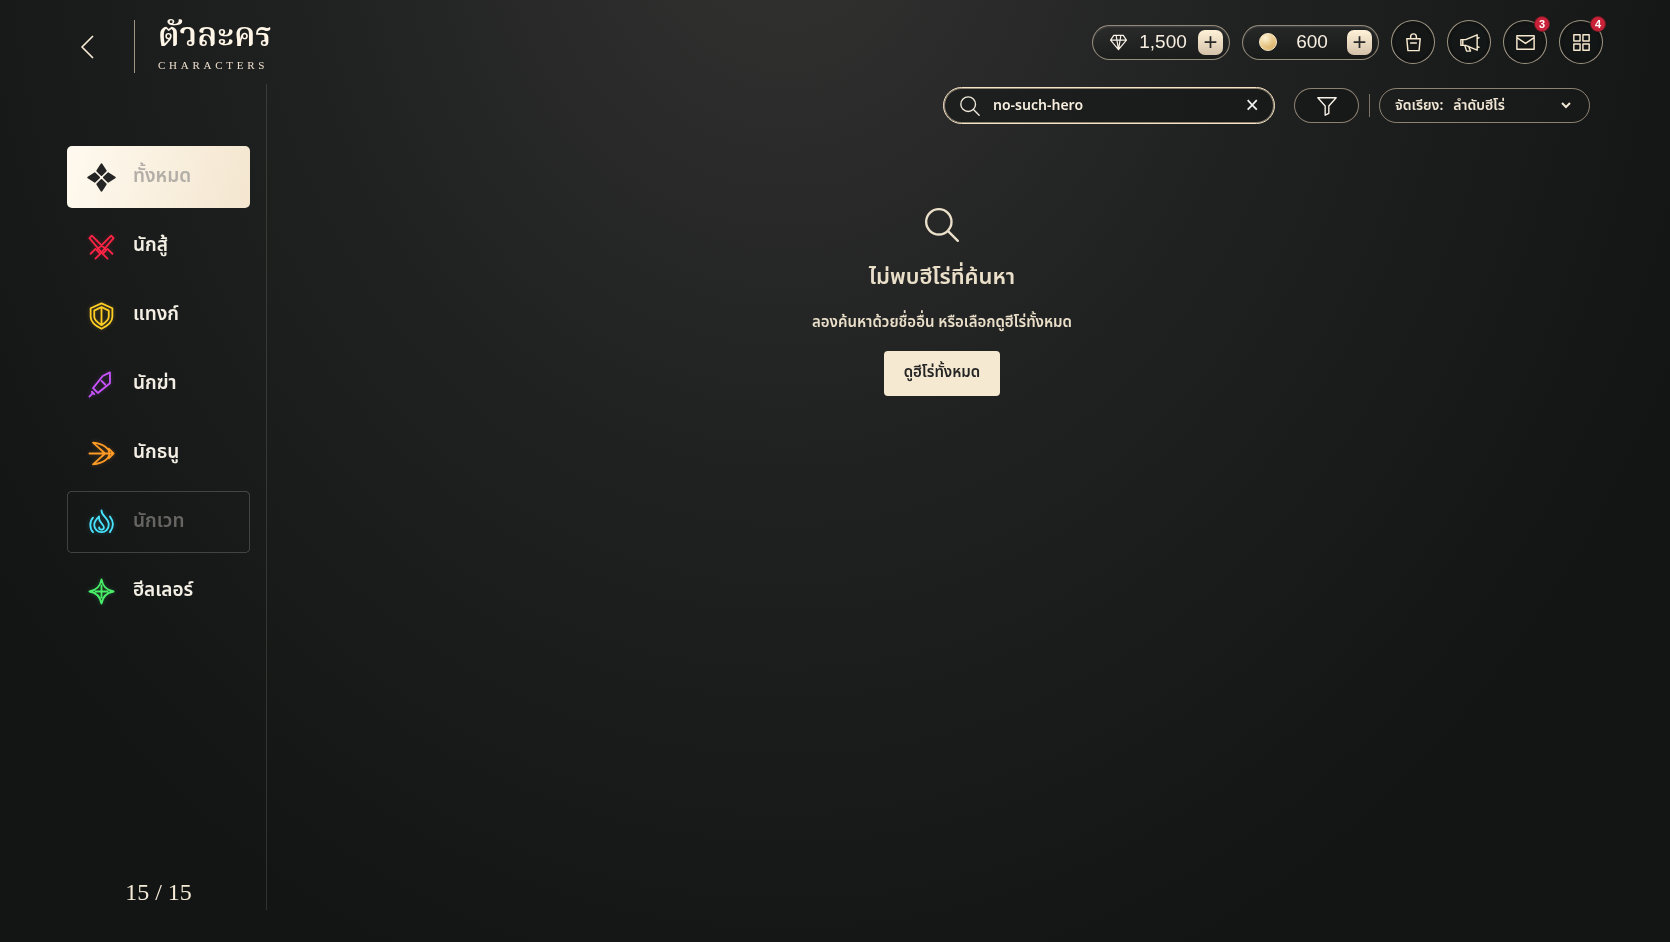 ตัวละคร
CHARACTERS
1,500
600
3
4
no-such-hero
จัดเรียง: ลำดับฮีโร่
ทั้งหมด
นักสู้
แทงก์
นักฆ่า
นักธนู
นักเวท
ฮีลเลอร์
ไม่พบฮีโร่ที่ค้นหา
ลองค้นหาด้วยชื่ออื่น หรือเลือกดูฮีโร่ทั้งหมด
ดูฮีโร่ทั้งหมด
15 / 15